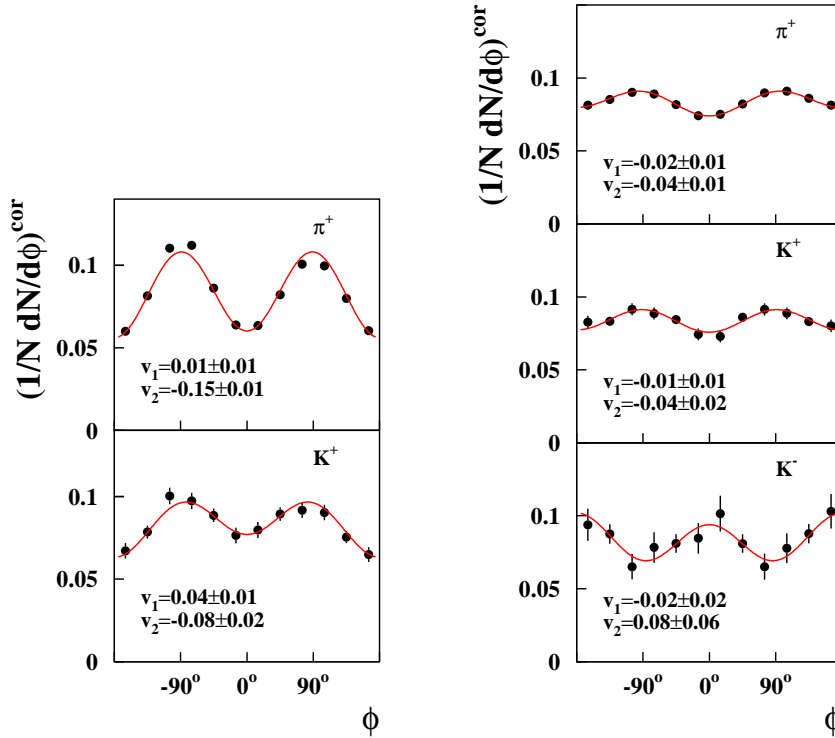 (1/N dN/dϕ)^cor
π⁺
0.1
0.05
0
v₁=0.01±0.01
v₂=-0.15±0.01
K⁺
0.1
0.05
0
v₁=0.04±0.01
v₂=-0.08±0.02
-90° 0° 90°
ϕ
(1/N dN/dϕ)^cor
π⁺
0.1
0.05
0
v₁=-0.02±0.01
v₂=-0.04±0.01
K⁺
0.1
0.05
0
v₁=-0.01±0.01
v₂=-0.04±0.02
K⁻
0.1
0.05
0
v₁=-0.02±0.02
v₂=0.08±0.06
-90° 0° 90°
ϕ